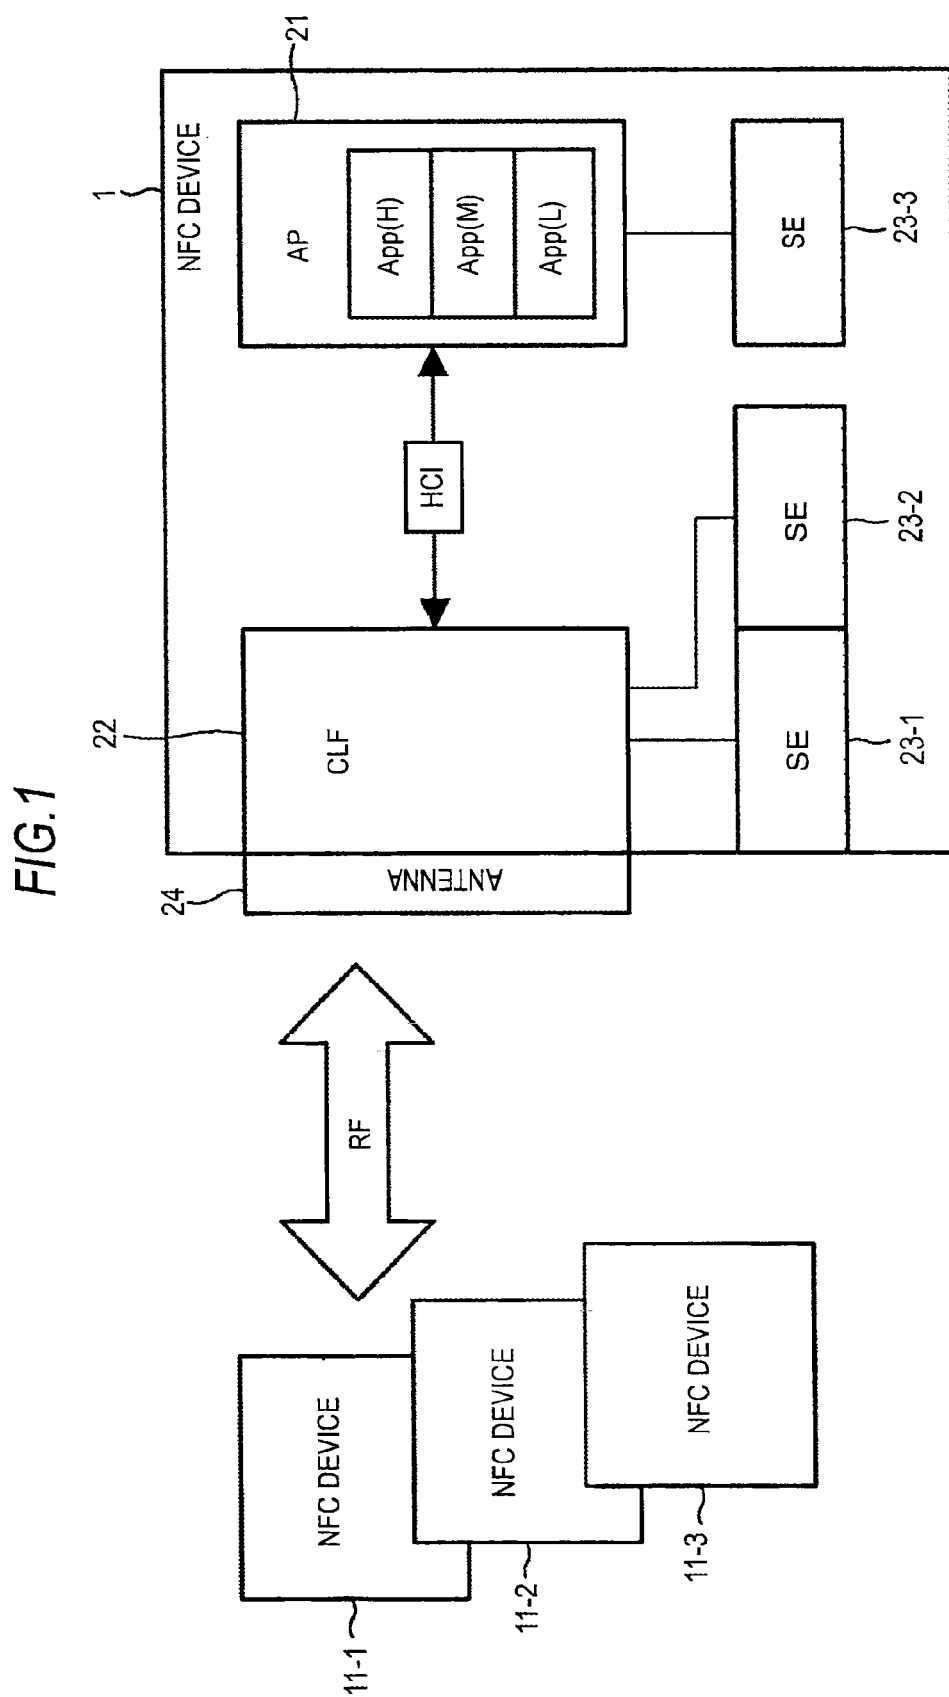 FIG.1
11-1
NFC DEVICE
11-2
NFC DEVICE
11-3
NFC DEVICE
RF
1
NFC DEVICE
24
ANTENNA
22
CLF
HCI
21
AP
App(H)
App(M)
App(L)
SE
23-1
SE
23-2
SE
23-3